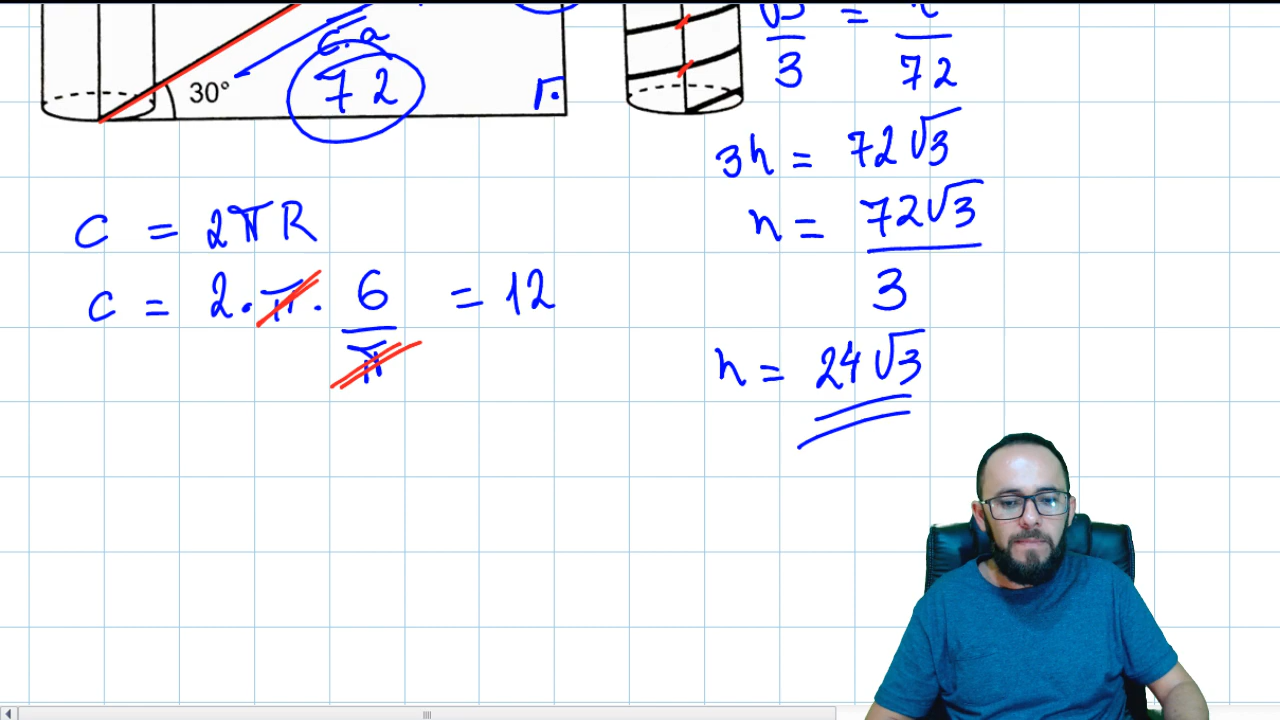 c.a
72
30°
√3/3 = h/72
3h = 72√3
C = 2πR
h = 72√3/3
C = 2 · π · 6/π = 12
h = 24√3